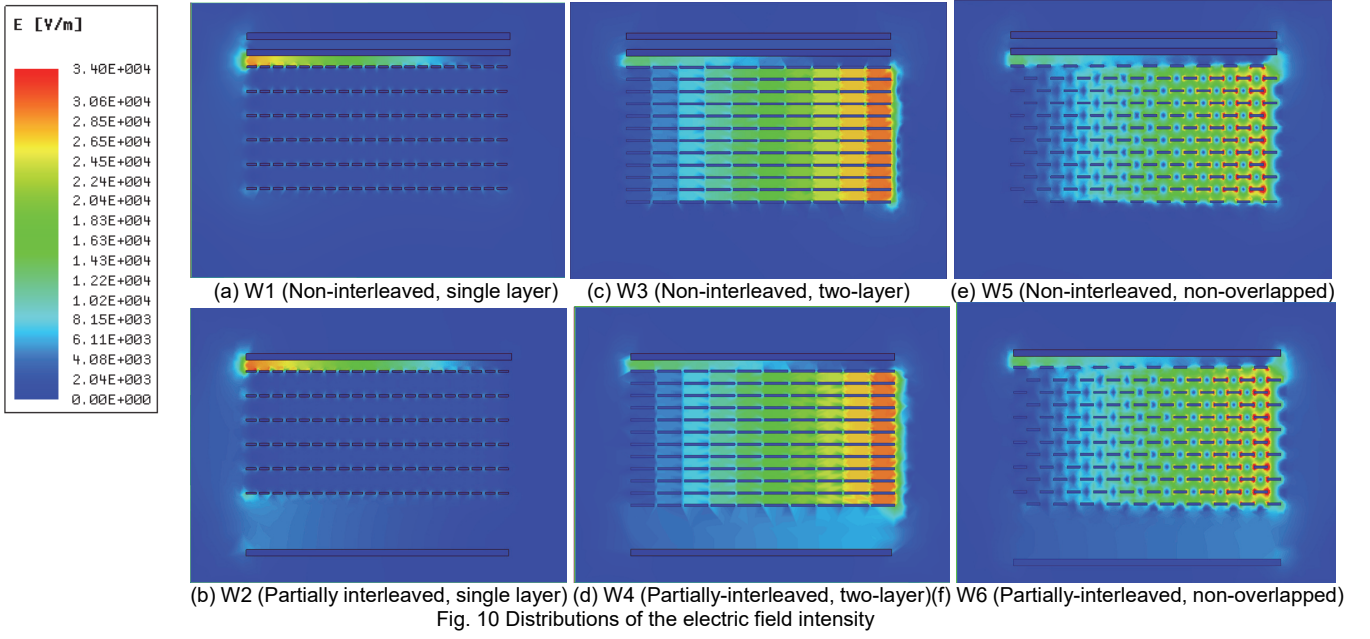 E [V/m]
3.40E+004
3.06E+004
2.85E+004
2.65E+004
2.45E+004
2.24E+004
2.04E+004
1.83E+004
1.63E+004
1.43E+004
1.22E+004
1.02E+004
8.15E+003
6.11E+003
4.08E+003
2.04E+003
0.00E+000
(a) W1 (Non-interleaved, single layer)
(c) W3 (Non-interleaved, two-layer)
(e) W5 (Non-interleaved, non-overlapped)
(b) W2 (Partially interleaved, single layer)
(d) W4 (Partially-interleaved, two-layer)
(f) W6 (Partially-interleaved, non-overlapped)
Fig. 10 Distributions of the electric field intensity